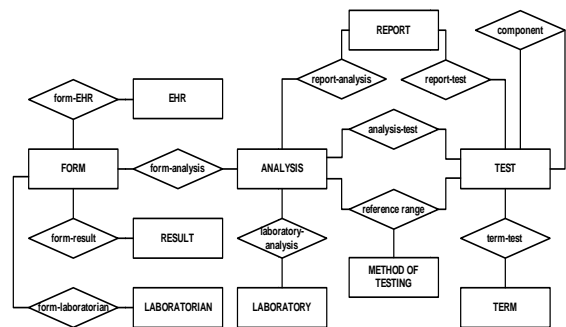 REPORT
component
report-analysis
report-test
form-EHR
EHR
analysis-test
FORM
form-analysis
ANALYSIS
TEST
reference range
form-result
RESULT
laboratory-
analysis
term-test
METHOD OF
TESTING
form-laboratorian
LABORATORIAN
LABORATORY
TERM